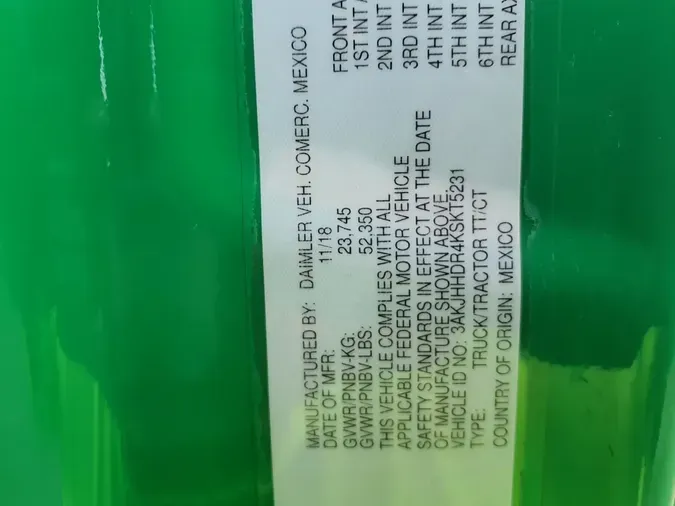 MANUFACTURED BY: DAIMLER VEH. COMERC. MEXICO
DATE OF MFR: 11/18
GVWR/PNBV-KG: 23,745
GVWR/PNBV-LBS: 52,350
THIS VEHICLE COMPLIES WITH ALL
APPLICABLE FEDERAL MOTOR VEHICLE
SAFETY STANDARDS IN EFFECT AT THE DATE
OF MANUFACTURE SHOWN ABOVE.
VEHICLE ID NO: 3AKJHHDR4KSKT5231
TYPE: TRUCK/TRACTOR TT/CT
COUNTRY OF ORIGIN: MEXICO
FRONT A
1ST INT A
2ND INT
3RD INT
4TH INT
5TH INT
6TH INT
REAR AX